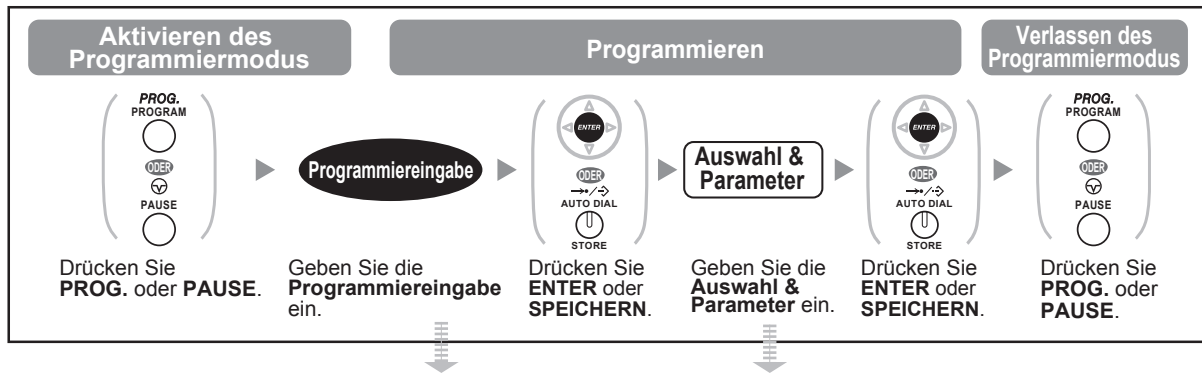 Aktivieren des
Programmiermodus
Programmieren
Verlassen des
Programmiermodus
PROG.
PROGRAM
ODER
PAUSE
Drücken Sie
PROG. oder PAUSE.
Programmiereingabe
Geben Sie die
Programmiereingabe
ein.
ENTER
ODER
AUTO DIAL
STORE
Drücken Sie
ENTER oder
SPEICHERN.
Auswahl &
Parameter
Geben Sie die
Auswahl &
Parameter ein.
ENTER
ODER
AUTO DIAL
STORE
Drücken Sie
ENTER oder
SPEICHERN.
PROG.
PROGRAM
ODER
PAUSE
Drücken Sie
PROG. oder
PAUSE.